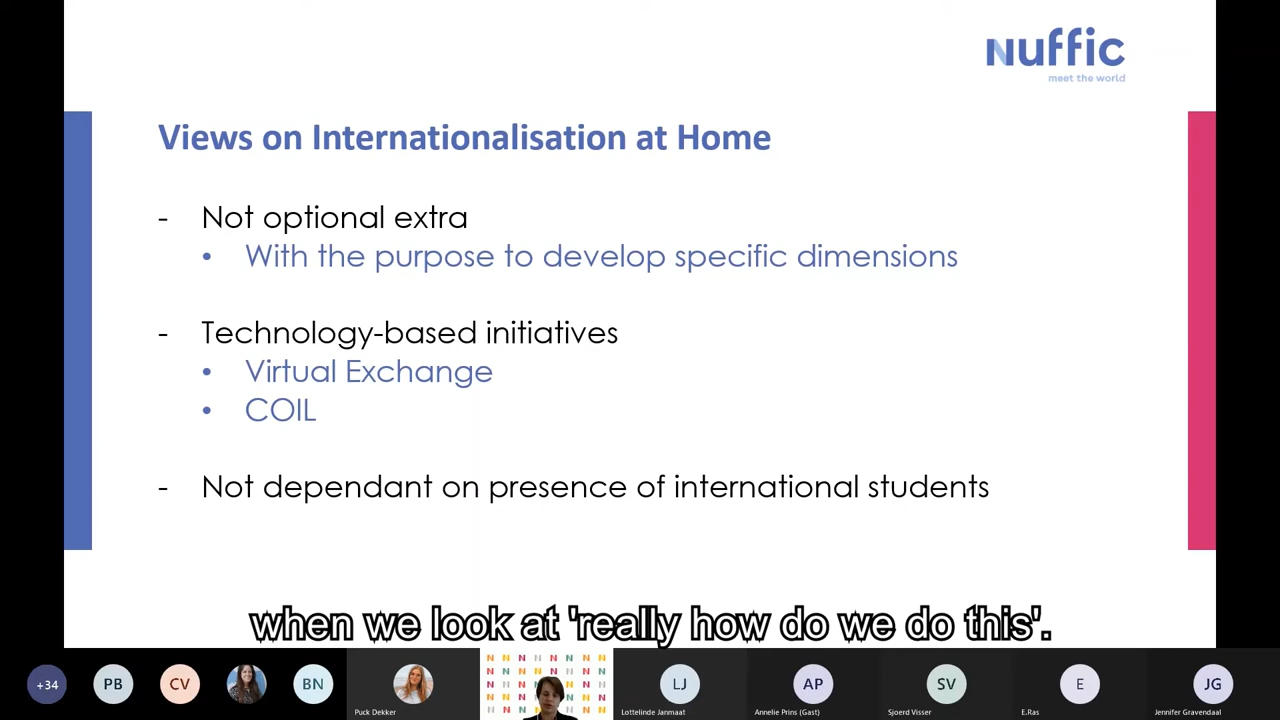 nuffic
meet the world
Views on Internationalisation at Home
- Not optional extra
• With the purpose to develop specific dimensions
- Technology-based initiatives
• Virtual Exchange
• COIL
- Not dependant on presence of international students
when we look at 'really how do we do this'.
+34
PB
CV
BN
Puck Dekker
N N N N N N
N N N N N N
N N N N
N N N N
LJ
Lottelinde Janmaat
AP
Annelie Prins (Gast)
SV
Sjoerd Visser
E
E.Ras
JG
Jennifer Gravendaal